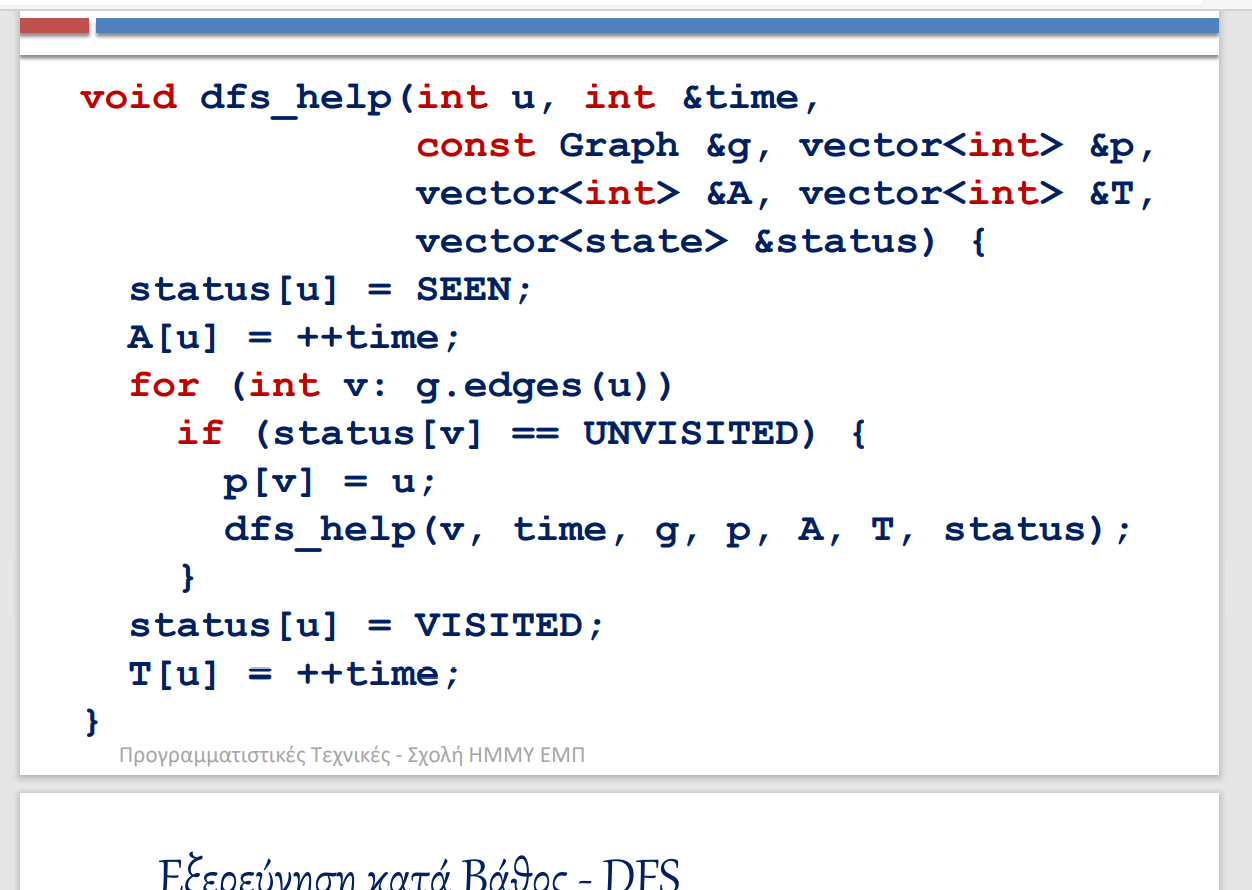 void dfs_help(int u, int &time,
const Graph &g, vector<int> &p,
vector<int> &A, vector<int> &T,
vector<state> &status) {
status[u] = SEEN;
A[u] = ++time;
for (int v: g.edges(u))
if (status[v] == UNVISITED) {
p[v] = u;
dfs_help(v, time, g, p, A, T, status);
}
status[u] = VISITED;
T[u] = ++time;
}
Προγραμματιστικές Τεχνικές - Σχολή ΗΜΜΥ ΕΜΠ
Εξερεύνηση κατά Βάθος - DFS